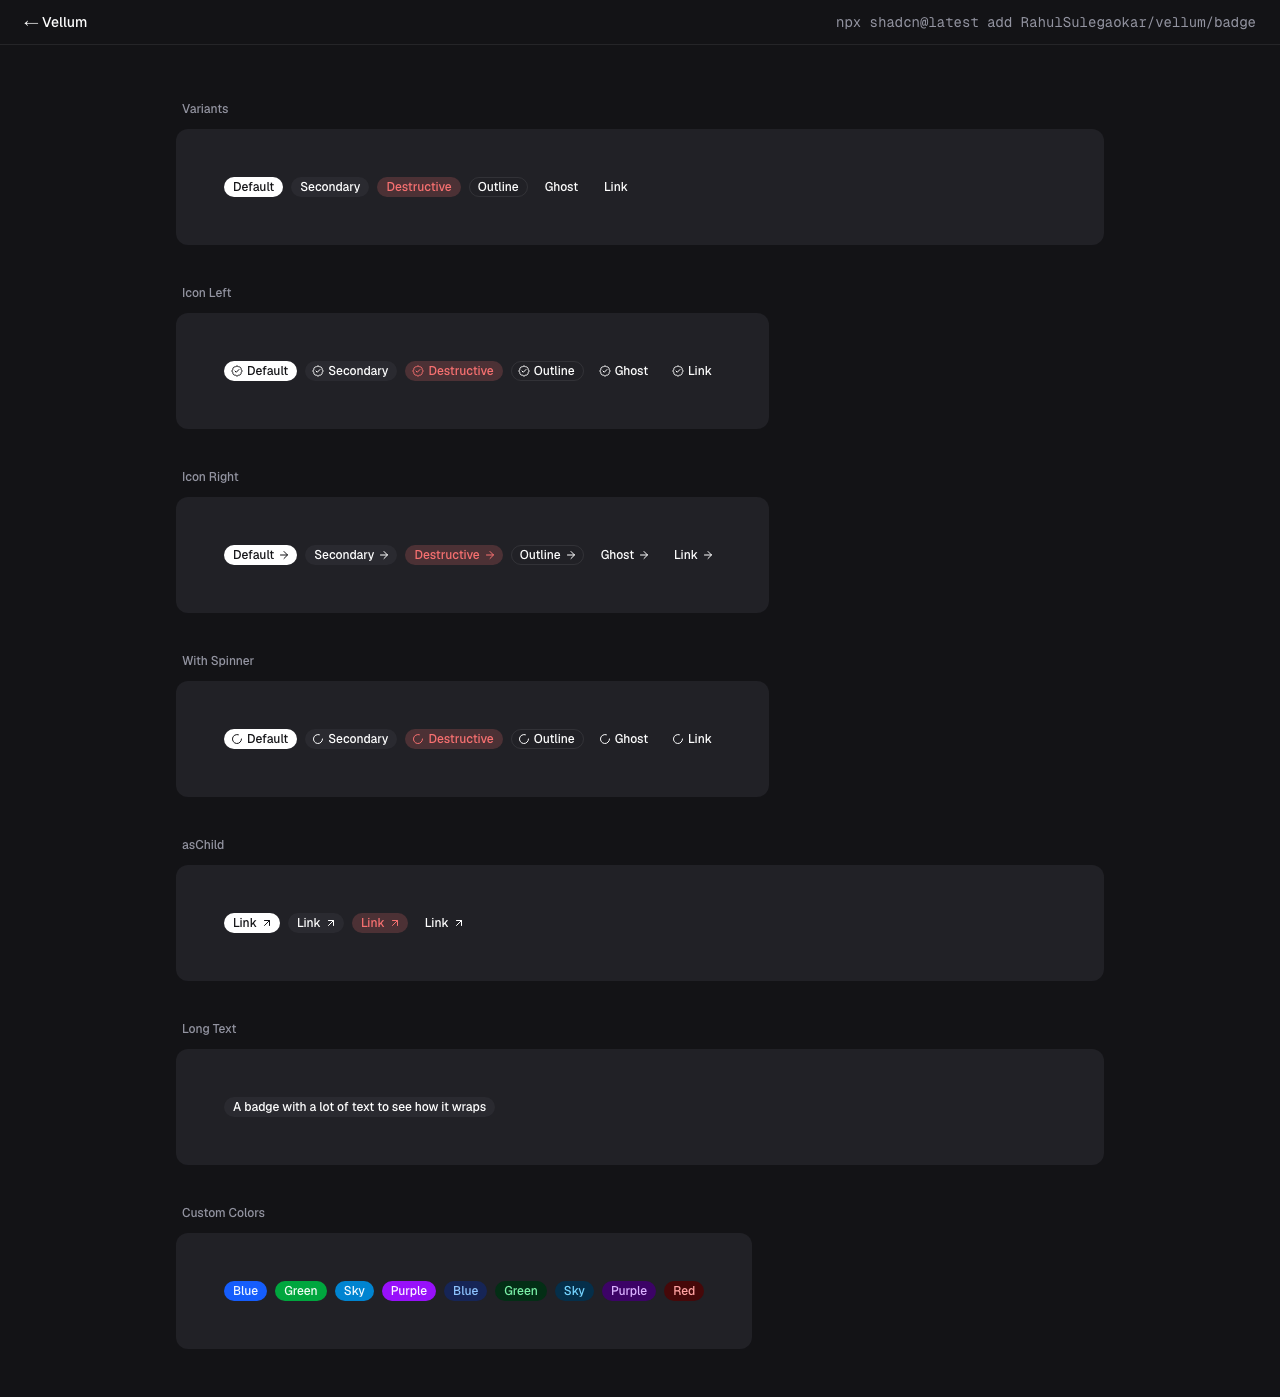 ← Vellum npx shadcn@latest add RahulSulegaokar/vellum/badge
Variants
Default Secondary Destructive Outline Ghost Link
Icon Left
Default Secondary Destructive Outline Ghost Link
Icon Right
Default → Secondary → Destructive → Outline → Ghost → Link →
With Spinner
Default Secondary Destructive Outline Ghost Link
asChild
Link ↗ Link ↗ Link ↗ Link ↗
Long Text
A badge with a lot of text to see how it wraps
Custom Colors
Blue Green Sky Purple Blue Green Sky Purple Red